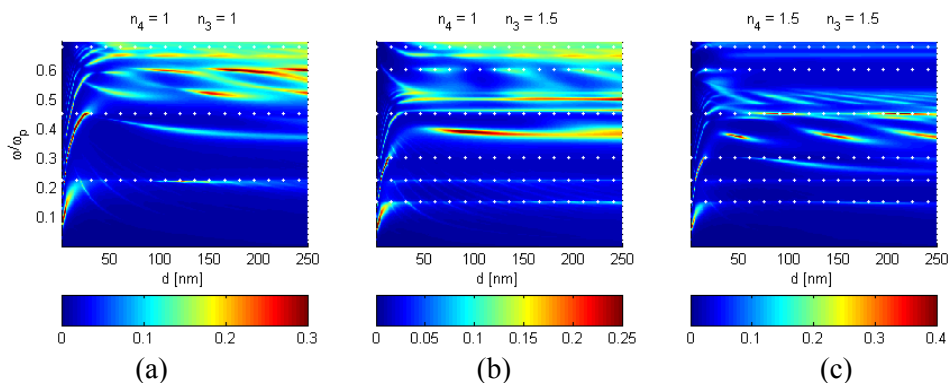 n4 = 1 n3 = 1
n4 = 1 n3 = 1.5
n4 = 1.5 n3 = 1.5
ω/ωp
0.6
0.5
0.4
0.3
0.2
0.1
50 100 150 200 250
50 100 150 200 250
50 100 150 200 250
d [nm]
d [nm]
d [nm]
0 0.1 0.2 0.3
0 0.05 0.1 0.15 0.2 0.25
0 0.1 0.2 0.3 0.4
(a)
(b)
(c)